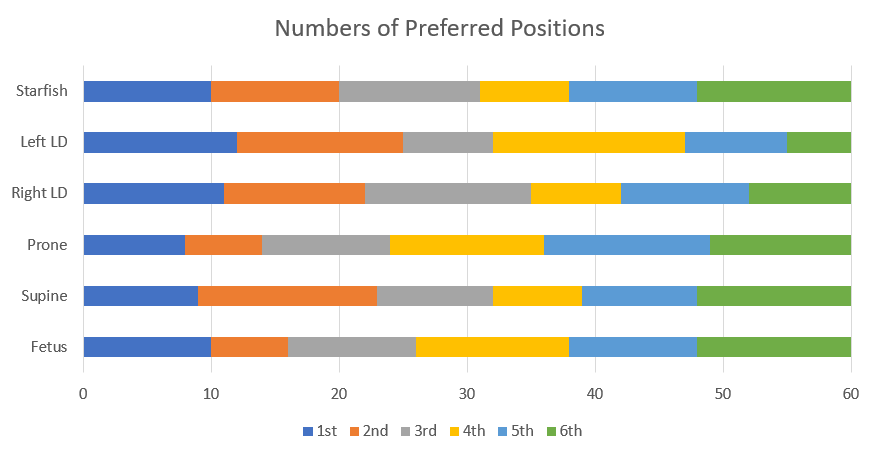 Numbers of Preferred Positions
Starfish
Left LD
Right LD
Prone
Supine
Fetus
0 10 20 30 40 50 60
1st 2nd 3rd 4th 5th 6th